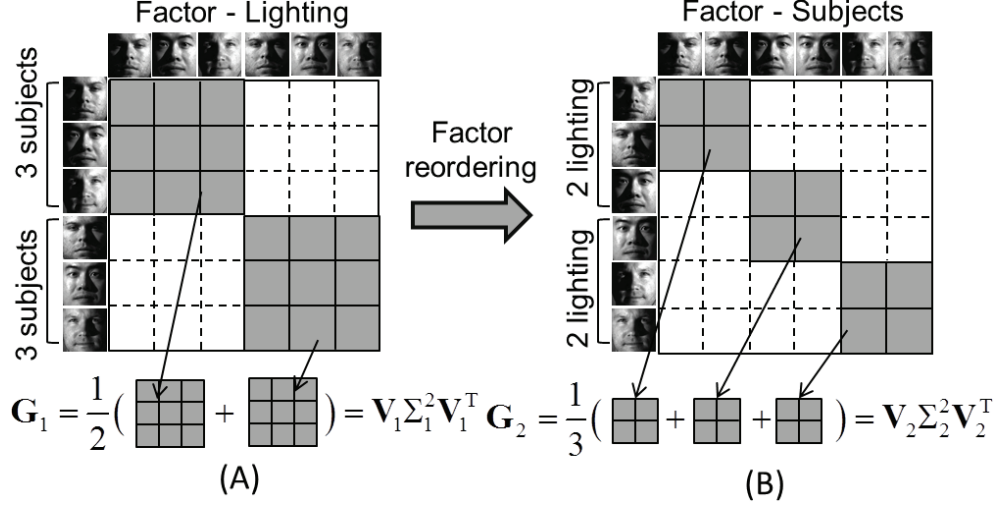 Factor - Lighting
3 subjects
3 subjects
Factor
reordering
Factor - Subjects
2 lighting
2 lighting
G₁ = 1/2 ( + ) = V₁Σ₁²V₁ᵀ
G₂ = 1/3 ( + + ) = V₂Σ₂²V₂ᵀ
(A)
(B)